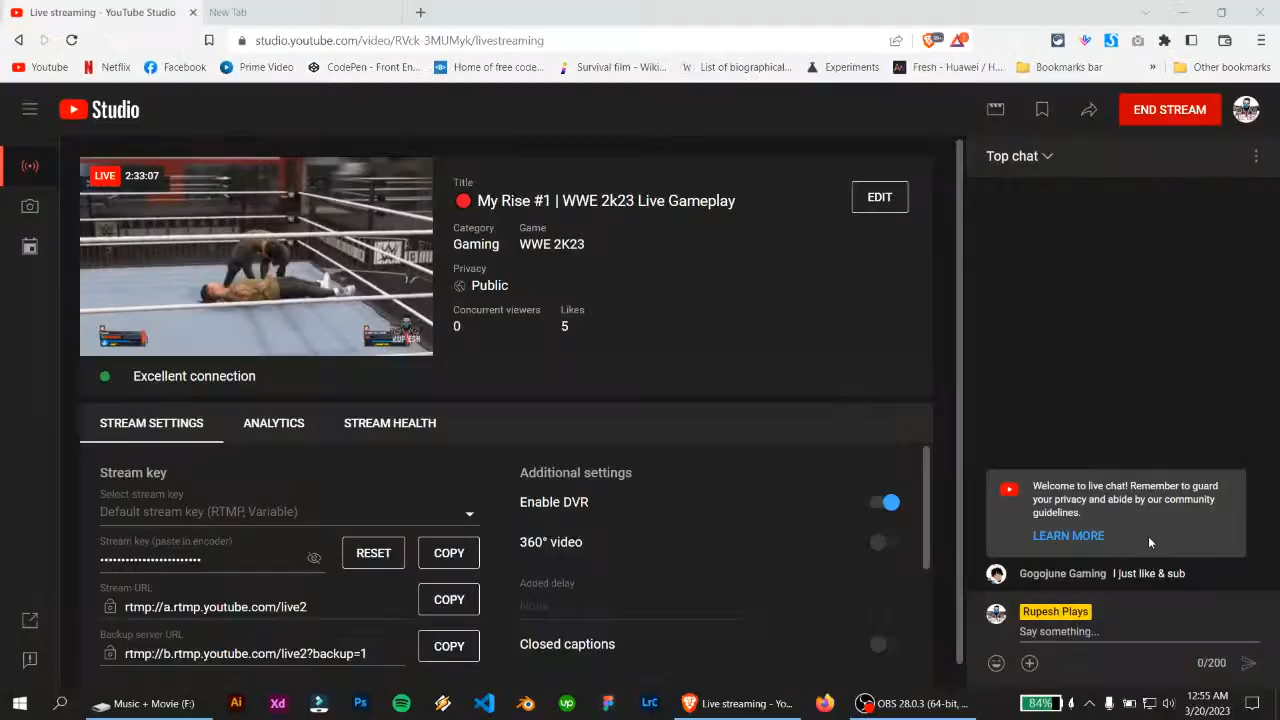 Live streaming - YouTube Studio
New Tab
studio.youtube.com/video/RVck-3MUMyk/livestreaming
99+
Youtube
Netflix
Facebook
Prime Video
CodePen - Front En...
Home of free code...
Survival film - Wiki...
List of biographical...
Experiments
Fresh - Huawei / H...
Bookmarks bar
»
Other bookmarks
Studio
END STREAM
LIVE 2:33:07
RUPESH
Title
My Rise #1 | WWE 2k23 Live Gameplay
EDIT
Category
Game
Gaming
WWE 2K23
Privacy
Public
Concurrent viewers
Likes
0
5
Excellent connection
STREAM SETTINGS
ANALYTICS
STREAM HEALTH
Stream key
Select stream key
Default stream key (RTMP, Variable)
Stream key (paste in encoder)
RESET
COPY
Stream URL
rtmp://a.rtmp.youtube.com/live2
COPY
Backup server URL
rtmp://b.rtmp.youtube.com/live2?backup=1
COPY
Additional settings
Enable DVR
360° video
Added delay
None
Closed captions
Top chat
Welcome to live chat! Remember to guard
your privacy and abide by our community
guidelines.
LEARN MORE
Gogojune Gaming I just like & sub
Rupesh Plays
Say something...
0/200
Music + Movie (F:)
Ai
Xd
Ps
up
LrC
Live streaming - Yo...
OBS 28.0.3 (64-bit, ...
84%
12:55 AM
3/20/2023